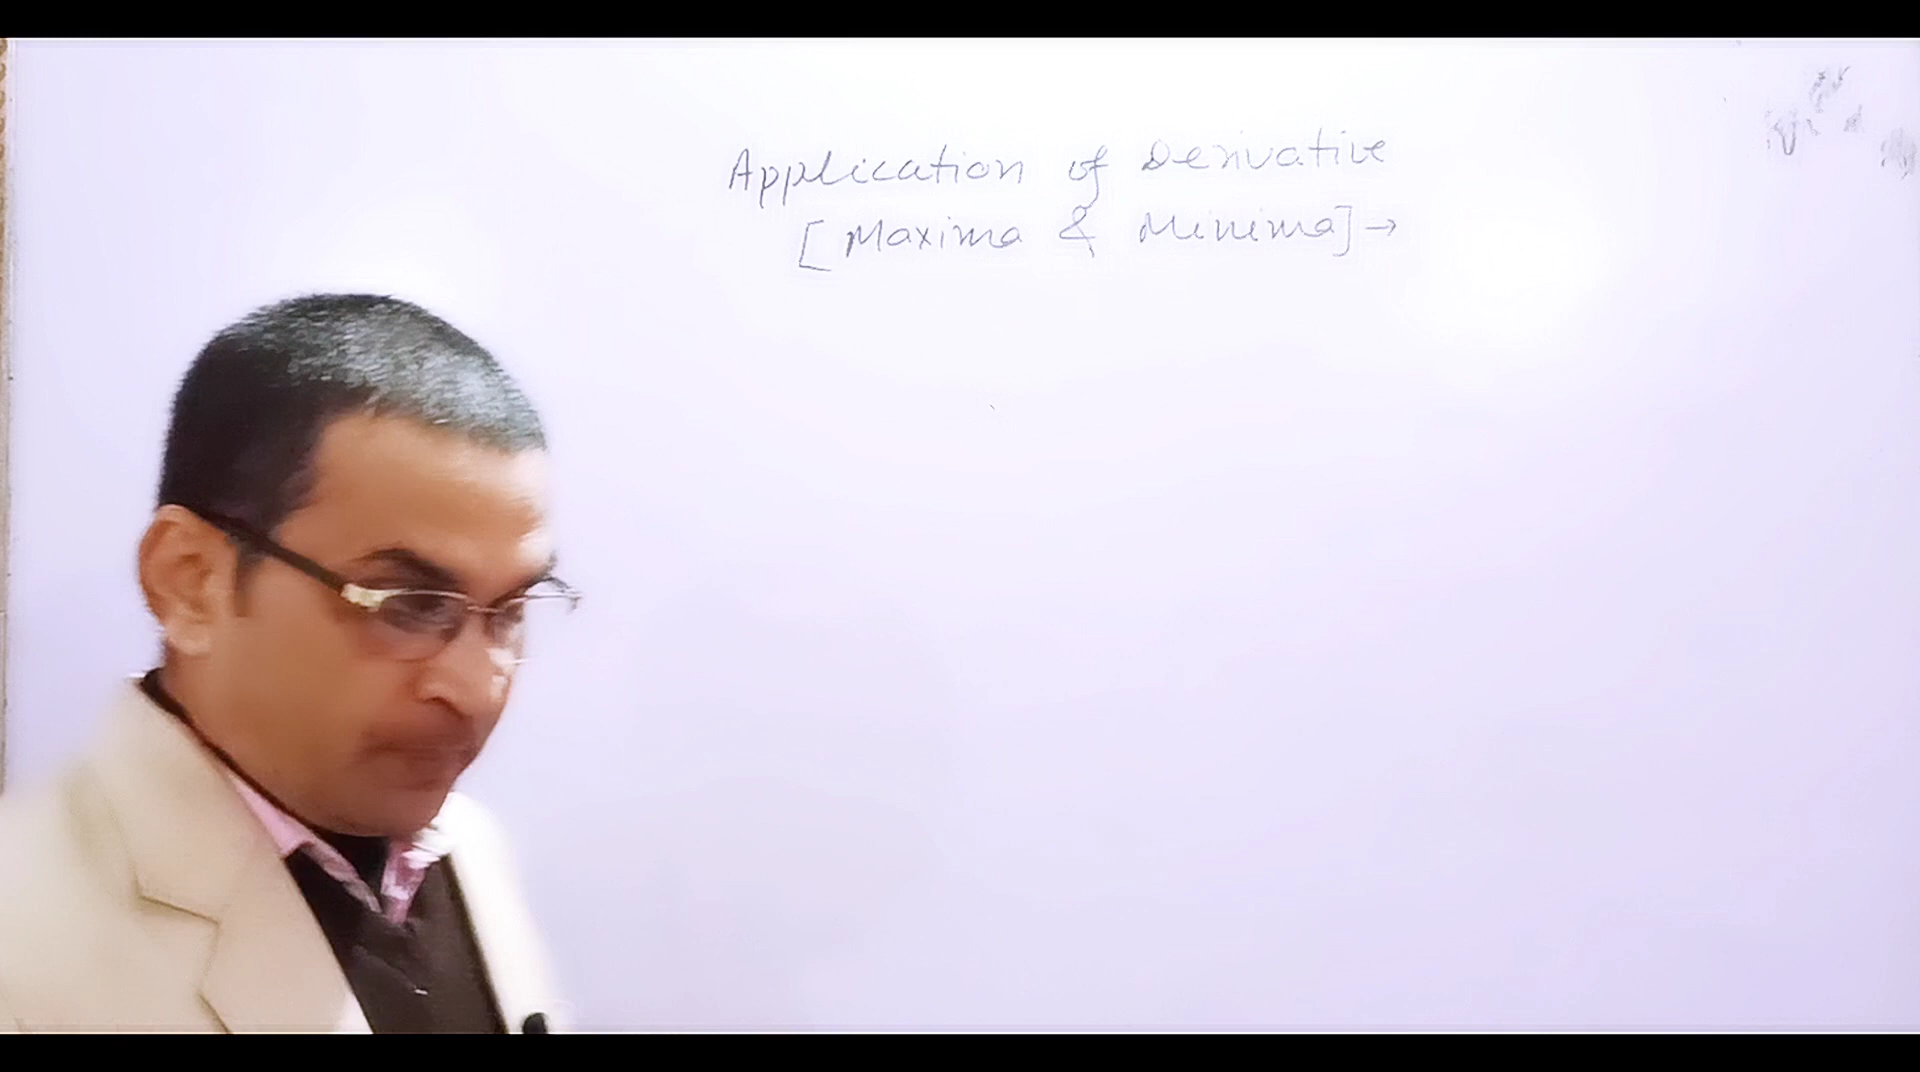 Application of Derivative
[Maxima & Minima] →